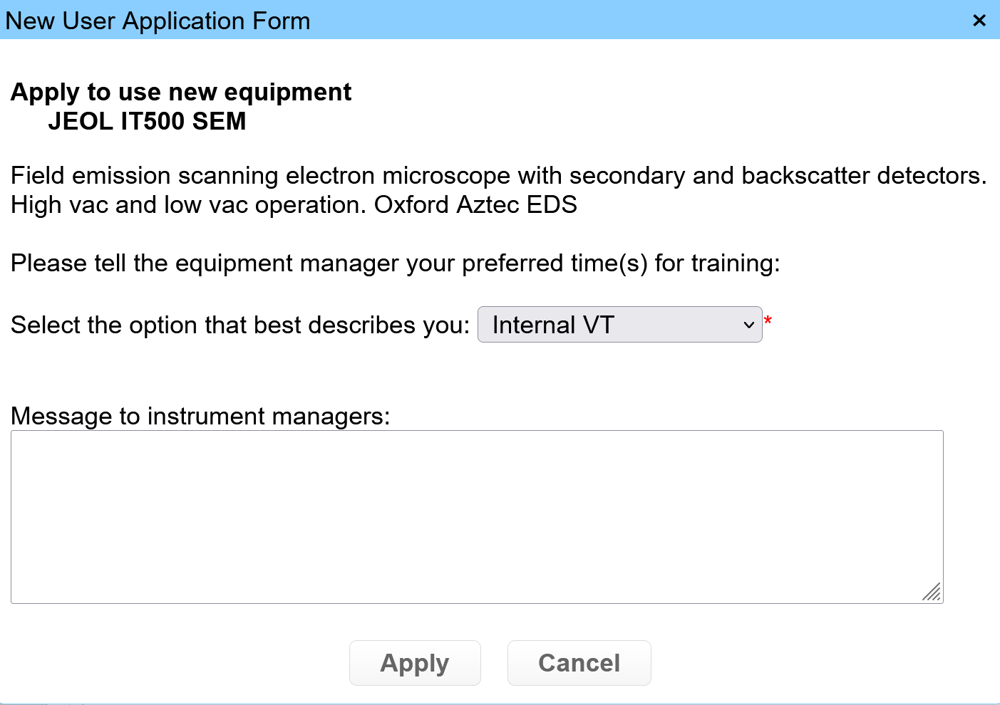 New User Application Form
Apply to use new equipment
JEOL IT500 SEM
Field emission scanning electron microscope with secondary and backscatter detectors.
High vac and low vac operation. Oxford Aztec EDS
Please tell the equipment manager your preferred time(s) for training:
Select the option that best describes you: Internal VT *
Message to instrument managers:
Apply Cancel